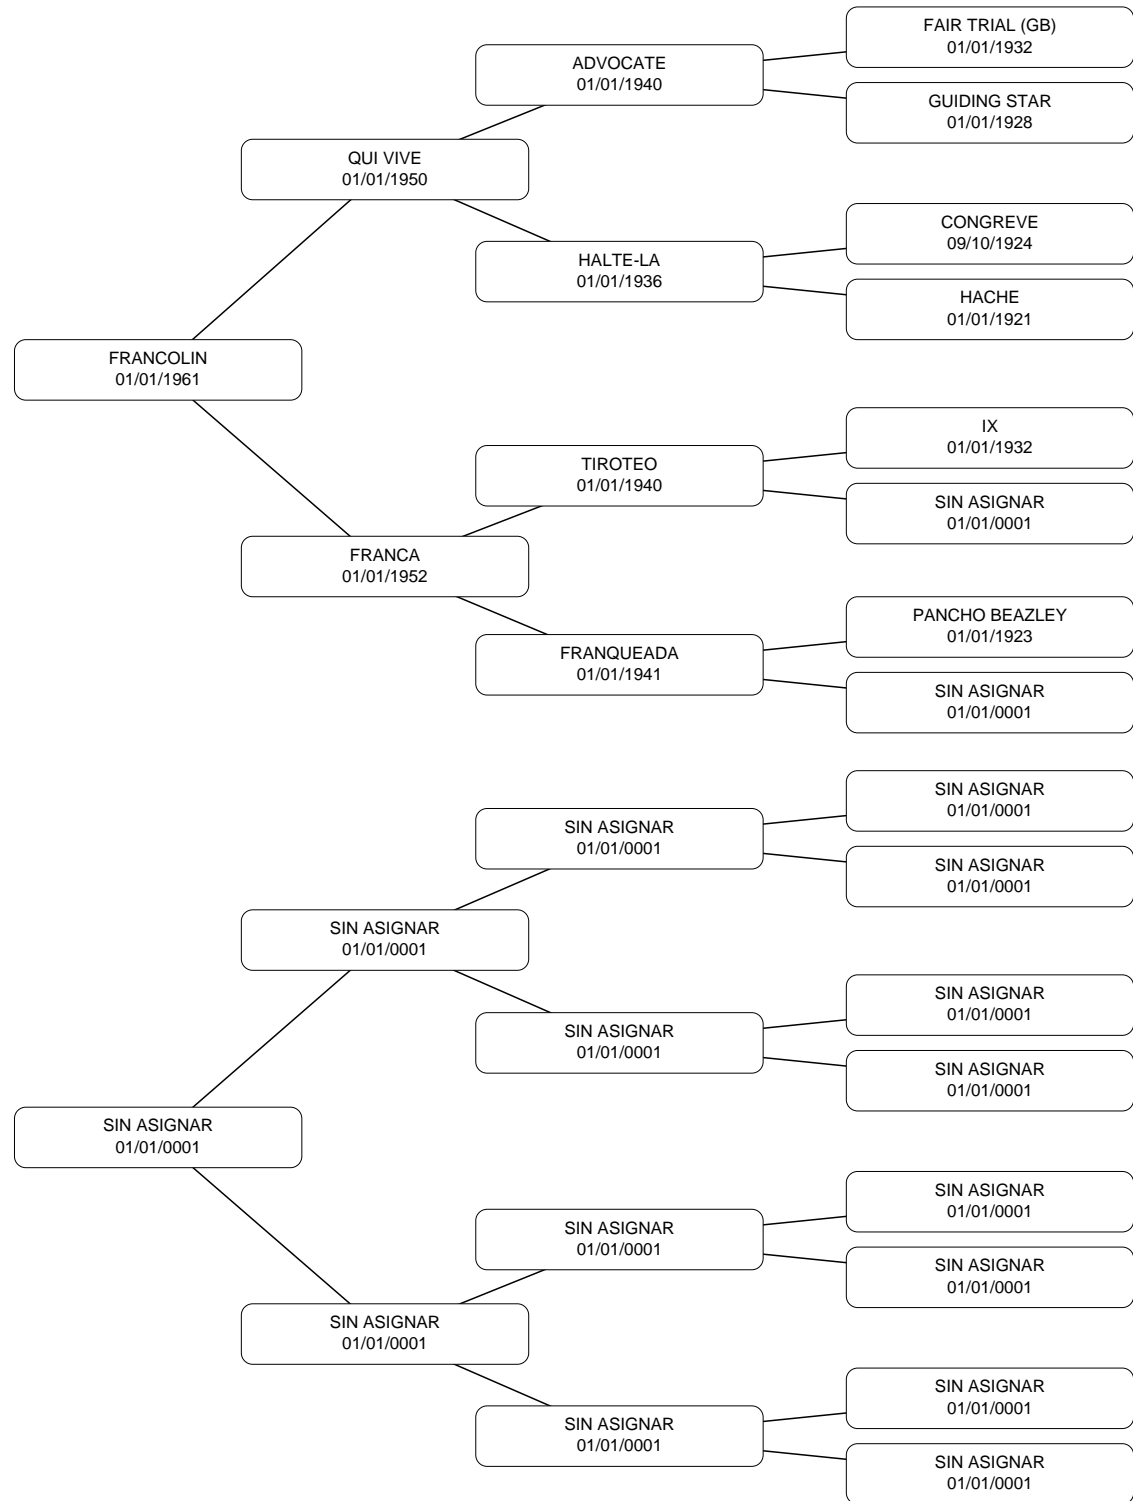 FAIR TRIAL (GB)
01/01/1932
ADVOCATE
01/01/1940
GUIDING STAR
01/01/1928
QUI VIVE
01/01/1950
CONGREVE
09/10/1924
HALTE-LA
01/01/1936
HACHE
01/01/1921
FRANCOLIN
01/01/1961
IX
01/01/1932
TIROTEO
01/01/1940
SIN ASIGNAR
01/01/0001
FRANCA
01/01/1952
PANCHO BEAZLEY
01/01/1923
FRANQUEADA
01/01/1941
SIN ASIGNAR
01/01/0001
SIN ASIGNAR
01/01/0001
SIN ASIGNAR
01/01/0001
SIN ASIGNAR
01/01/0001
SIN ASIGNAR
01/01/0001
SIN ASIGNAR
01/01/0001
SIN ASIGNAR
01/01/0001
SIN ASIGNAR
01/01/0001
SIN ASIGNAR
01/01/0001
SIN ASIGNAR
01/01/0001
SIN ASIGNAR
01/01/0001
SIN ASIGNAR
01/01/0001
SIN ASIGNAR
01/01/0001
SIN ASIGNAR
01/01/0001
SIN ASIGNAR
01/01/0001
SIN ASIGNAR
01/01/0001